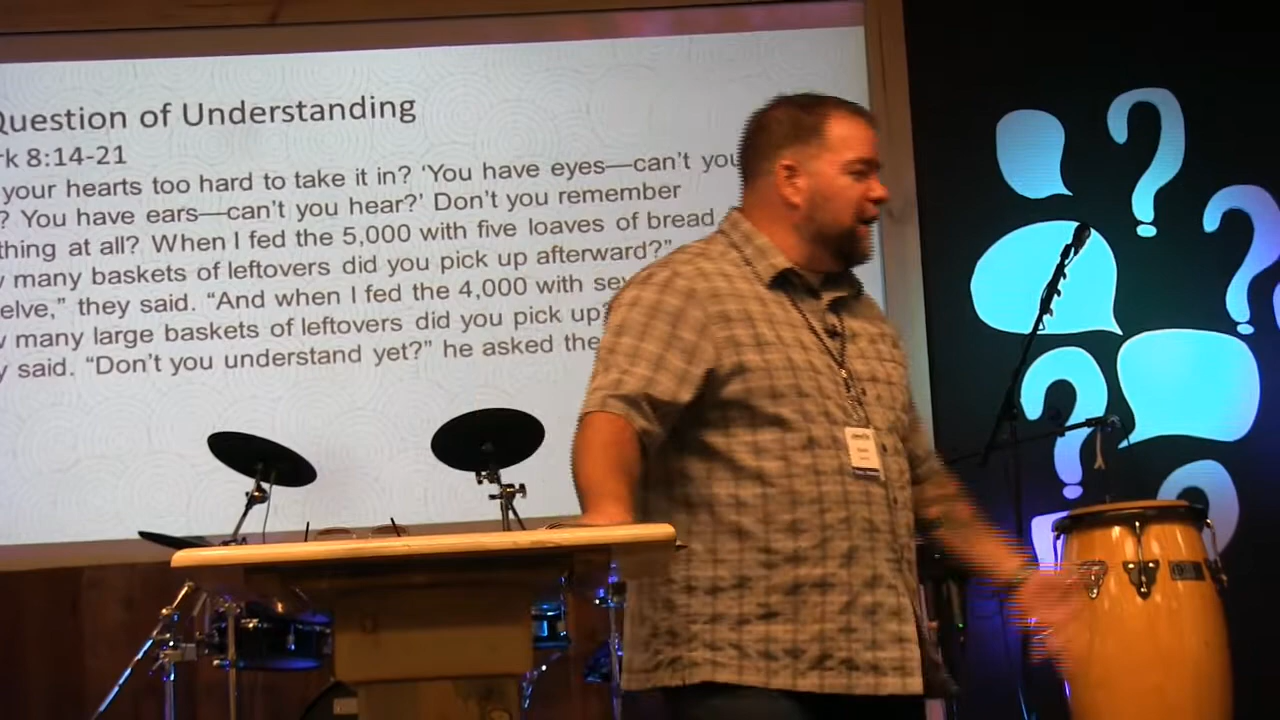 Question of Understanding
rk 8:14-21
your hearts too hard to take it in? 'You have eyes—can't you
? You have ears—can't you hear?' Don't you remember
thing at all? When I fed the 5,000 with five loaves of bread
many baskets of leftovers did you pick up afterward?"
elve," they said. "And when I fed the 4,000 with sev
many large baskets of leftovers did you pick up?
y said. "Don't you understand yet?" he asked the
? ? ?